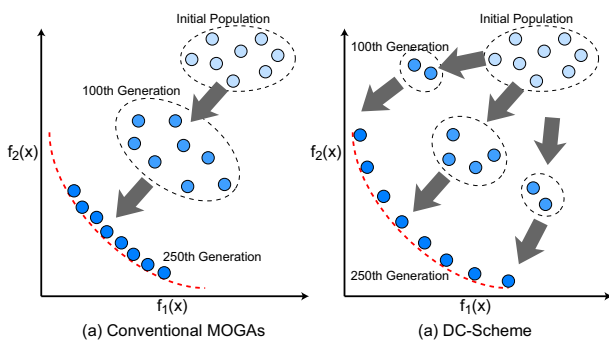 Initial Population
100th Generation
f2(x)
250th Generation
f1(x)
(a) Conventional MOGAs
Initial Population
100th Generation
f2(x)
250th Generation
f1(x)
(a) DC-Scheme